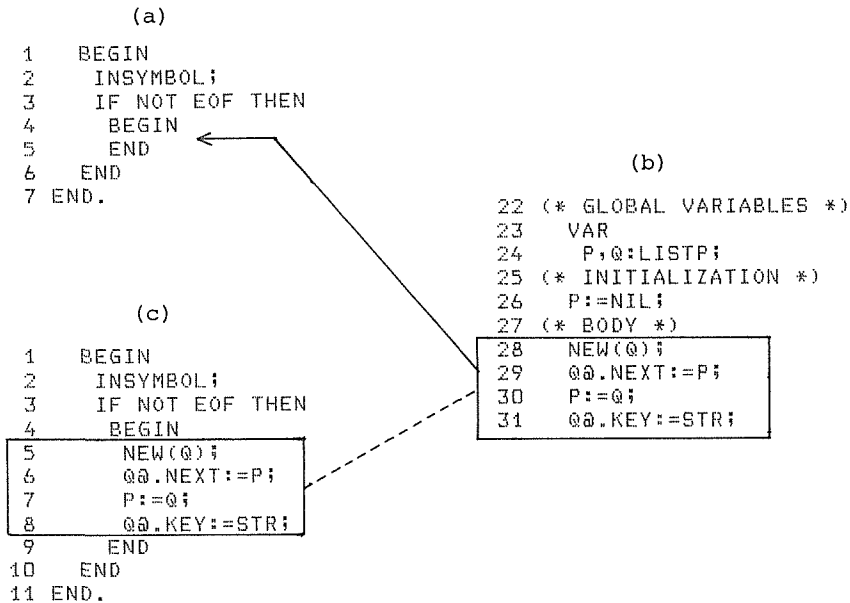 (a)
1 BEGIN
2 INSYMBOL;
3 IF NOT EOF THEN
4 BEGIN
5 END
6 END
7 END.
(b)
22 (* GLOBAL VARIABLES *)
23 VAR
24 P,Q:LISTP;
25 (* INITIALIZATION *)
26 P:=NIL;
27 (* BODY *)
28 NEW(Q);
29 Q@.NEXT:=P;
30 P:=Q;
31 Q@.KEY:=STR;
(c)
1 BEGIN
2 INSYMBOL;
3 IF NOT EOF THEN
4 BEGIN
5 NEW(Q);
6 Q@.NEXT:=P;
7 P:=Q;
8 Q@.KEY:=STR;
9 END
10 END
11 END.